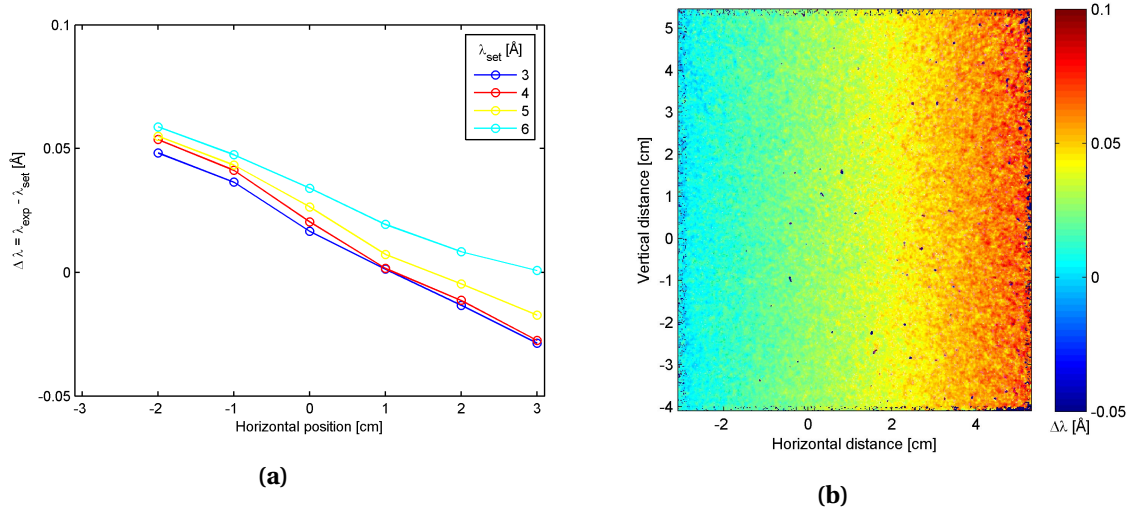 0.1
0.05
0
-0.05
Δ λ = λexp - λset [Å]
-3 -2 -1 0 1 2 3
Horizontal position [cm]
λset [Å]
3
4
5
6
(a)
5
4
3
2
1
0
-1
-2
-3
-4
Vertical distance [cm]
-2 0 2 4
Horizontal distance [cm]
0.1
0.05
0
-0.05
Δλ [Å]
(b)